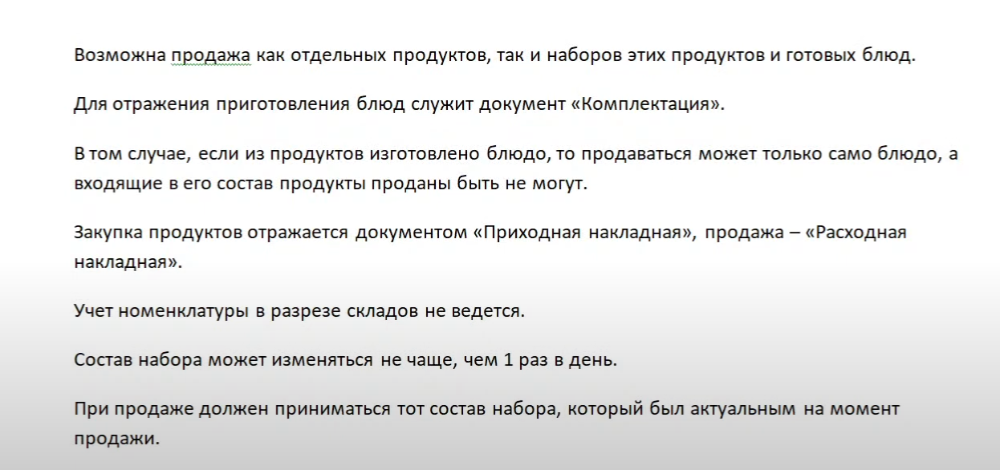 Возможна продажа как отдельных продуктов, так и наборов этих продуктов и готовых блюд.
Для отражения приготовления блюд служит документ «Комплектация».
В том случае, если из продуктов изготовлено блюдо, то продаваться может только само блюдо, а
входящие в его состав продукты проданы быть не могут.
Закупка продуктов отражается документом «Приходная накладная», продажа – «Расходная
накладная».
Учет номенклатуры в разрезе складов не ведется.
Состав набора может изменяться не чаще, чем 1 раз в день.
При продаже должен приниматься тот состав набора, который был актуальным на момент
продажи.